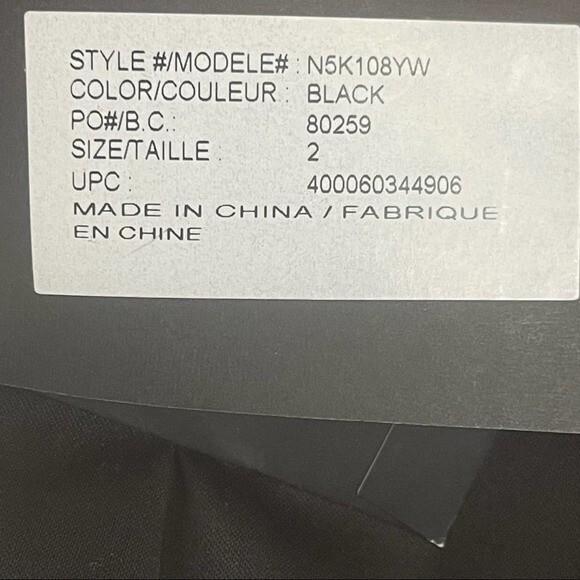 STYLE #/MODELE# : N5K108YW
COLOR/COULEUR : BLACK
PO#/B.C.: 80259
SIZE/TAILLE : 2
UPC : 400060344906
MADE IN CHINA / FABRIQUE
EN CHINE